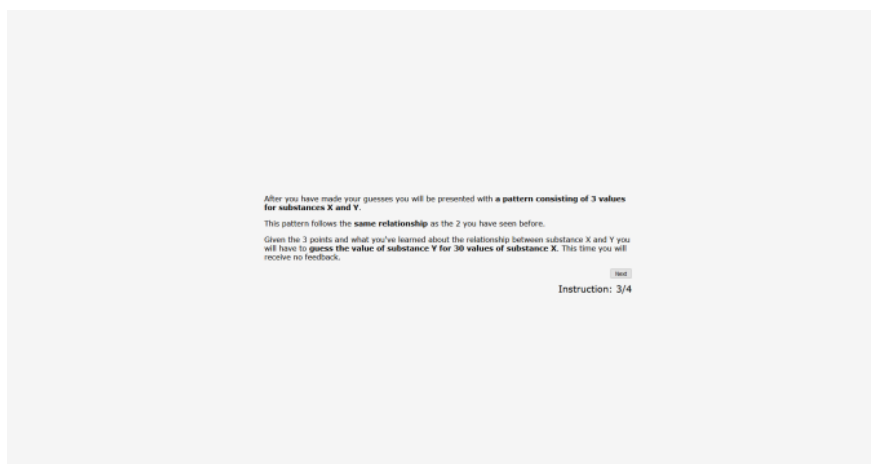 After you have made your guesses you will be presented with a pattern consisting of 3 values
for substances X and Y.
This pattern follows the same relationship as the 2 you have seen before.
Given the 3 points and what you've learned about the relationship between substance X and Y you
will have to guess the value of substance Y for 30 values of substance X. This time you will
receive no feedback.
Next
Instruction: 3/4